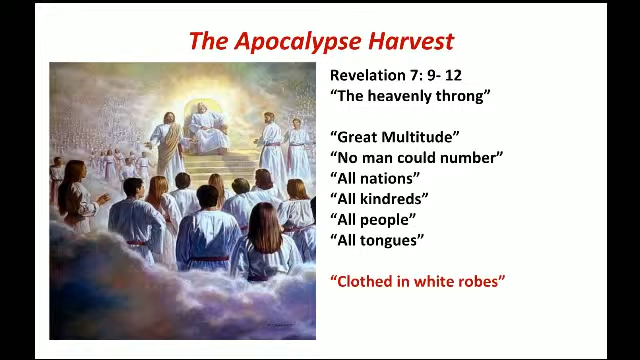 The Apocalypse Harvest
Revelation 7: 9- 12
“The heavenly throng”
“Great Multitude”
“No man could number”
“All nations”
“All kindreds”
“All people”
“All tongues”
“Clothed in white robes”